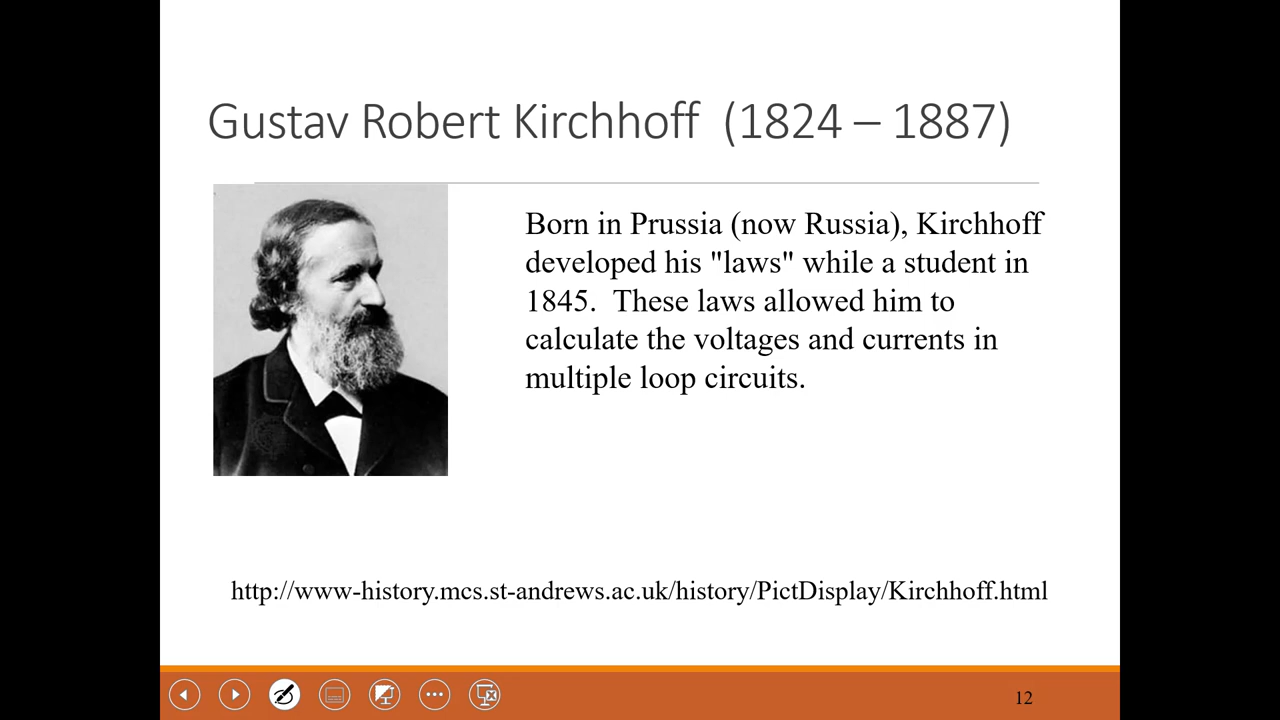 Gustav Robert Kirchhoff (1824 – 1887)
Born in Prussia (now Russia), Kirchhoff
developed his "laws" while a student in
1845. These laws allowed him to
calculate the voltages and currents in
multiple loop circuits.
http://www-history.mcs.st-andrews.ac.uk/history/PictDisplay/Kirchhoff.html
12